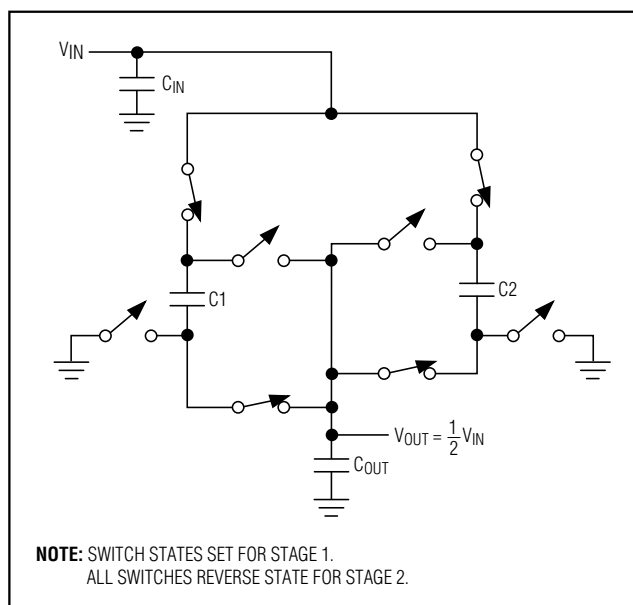 VIN
CIN
C1
C2
VOUT = 1/2 VIN
COUT
NOTE: SWITCH STATES SET FOR STAGE 1.
ALL SWITCHES REVERSE STATE FOR STAGE 2.